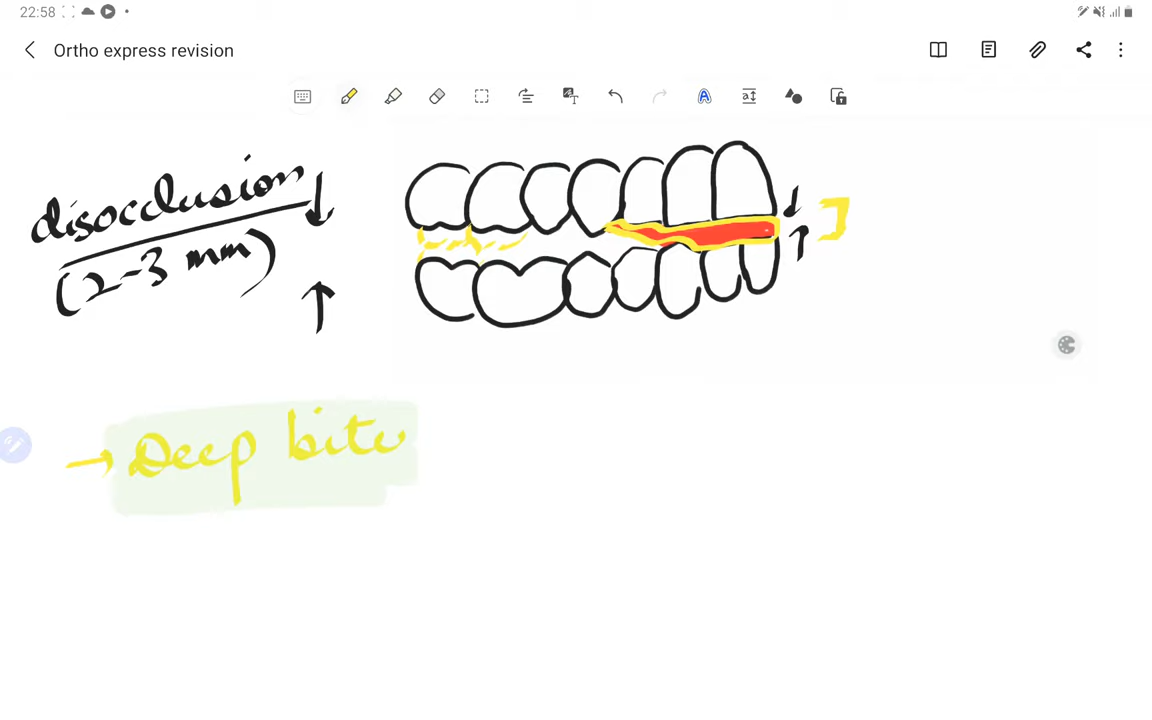 22:58
Ortho express revision
disocclusion
(2-3 mm)
→ Deep bite